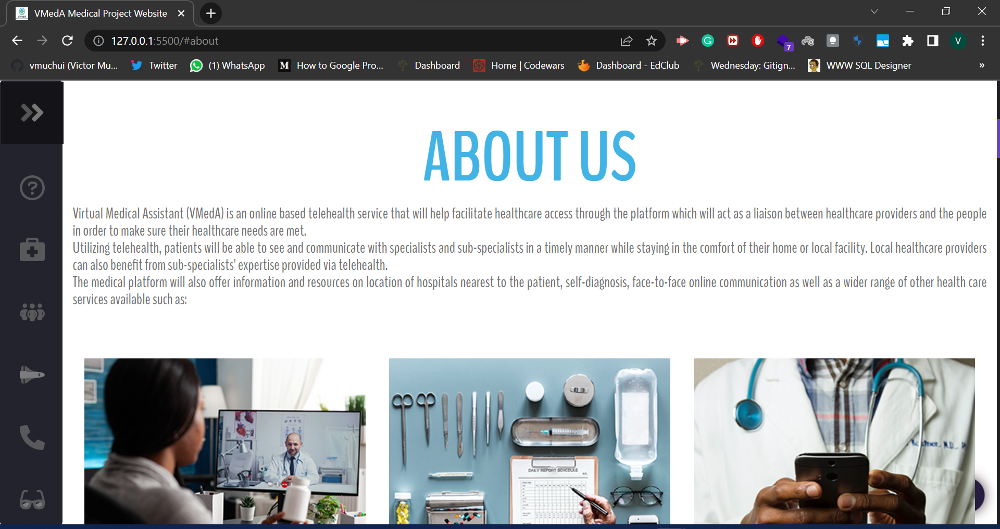 VMedA Medical Project Website
127.0.0.1:5500/#about
7
V
vmuchui (Victor Mu...
Twitter
(1) WhatsApp
M
How to Google Pro...
Dashboard
Home | Codewars
Dashboard - EdClub
Wednesday: Gitign...
WWW SQL Designer
»
ABOUT US
Virtual Medical Assistant (VMedA) is an online based telehealth service that will help facilitate healthcare access through the platform which will act as a liaison between healthcare providers and the people
in order to make sure their healthcare needs are met.
Utilizing telehealth, patients will be able to see and communicate with specialists and sub-specialists in a timely manner while staying in the comfort of their home or local facility. Local healthcare providers
can also benefit from sub-specialists' expertise provided via telehealth.
The medical platform will also offer information and resources on location of hospitals nearest to the patient, self-diagnosis, face-to-face online communication as well as a wider range of other health care
services available such as:
DAILY REPORT SCHEDULE